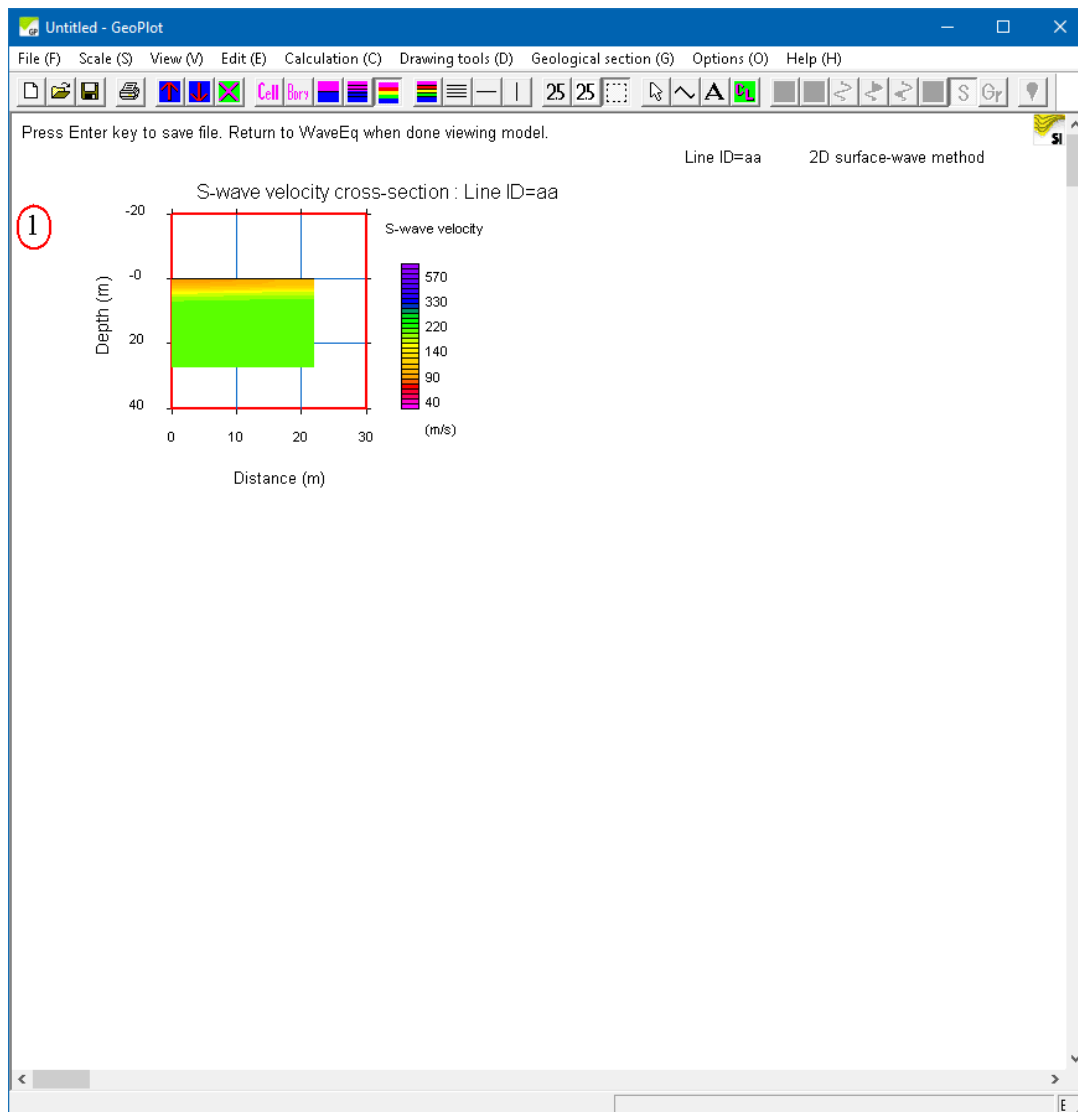 Untitled - GeoPlot
File (F) Scale (S) View (V) Edit (E) Calculation (C) Drawing tools (D) Geological section (G) Options (O) Help (H)
Cell Bory 25 25 A S Gr
Press Enter key to save file. Return to WaveEq when done viewing model.
SI
Line ID=aa 2D surface-wave method
S-wave velocity cross-section : Line ID=aa
1
-20
S-wave velocity
-0
570
330
220
20
140
90
40
40
Depth (m)
(m/s)
0 10 20 30
Distance (m)
E